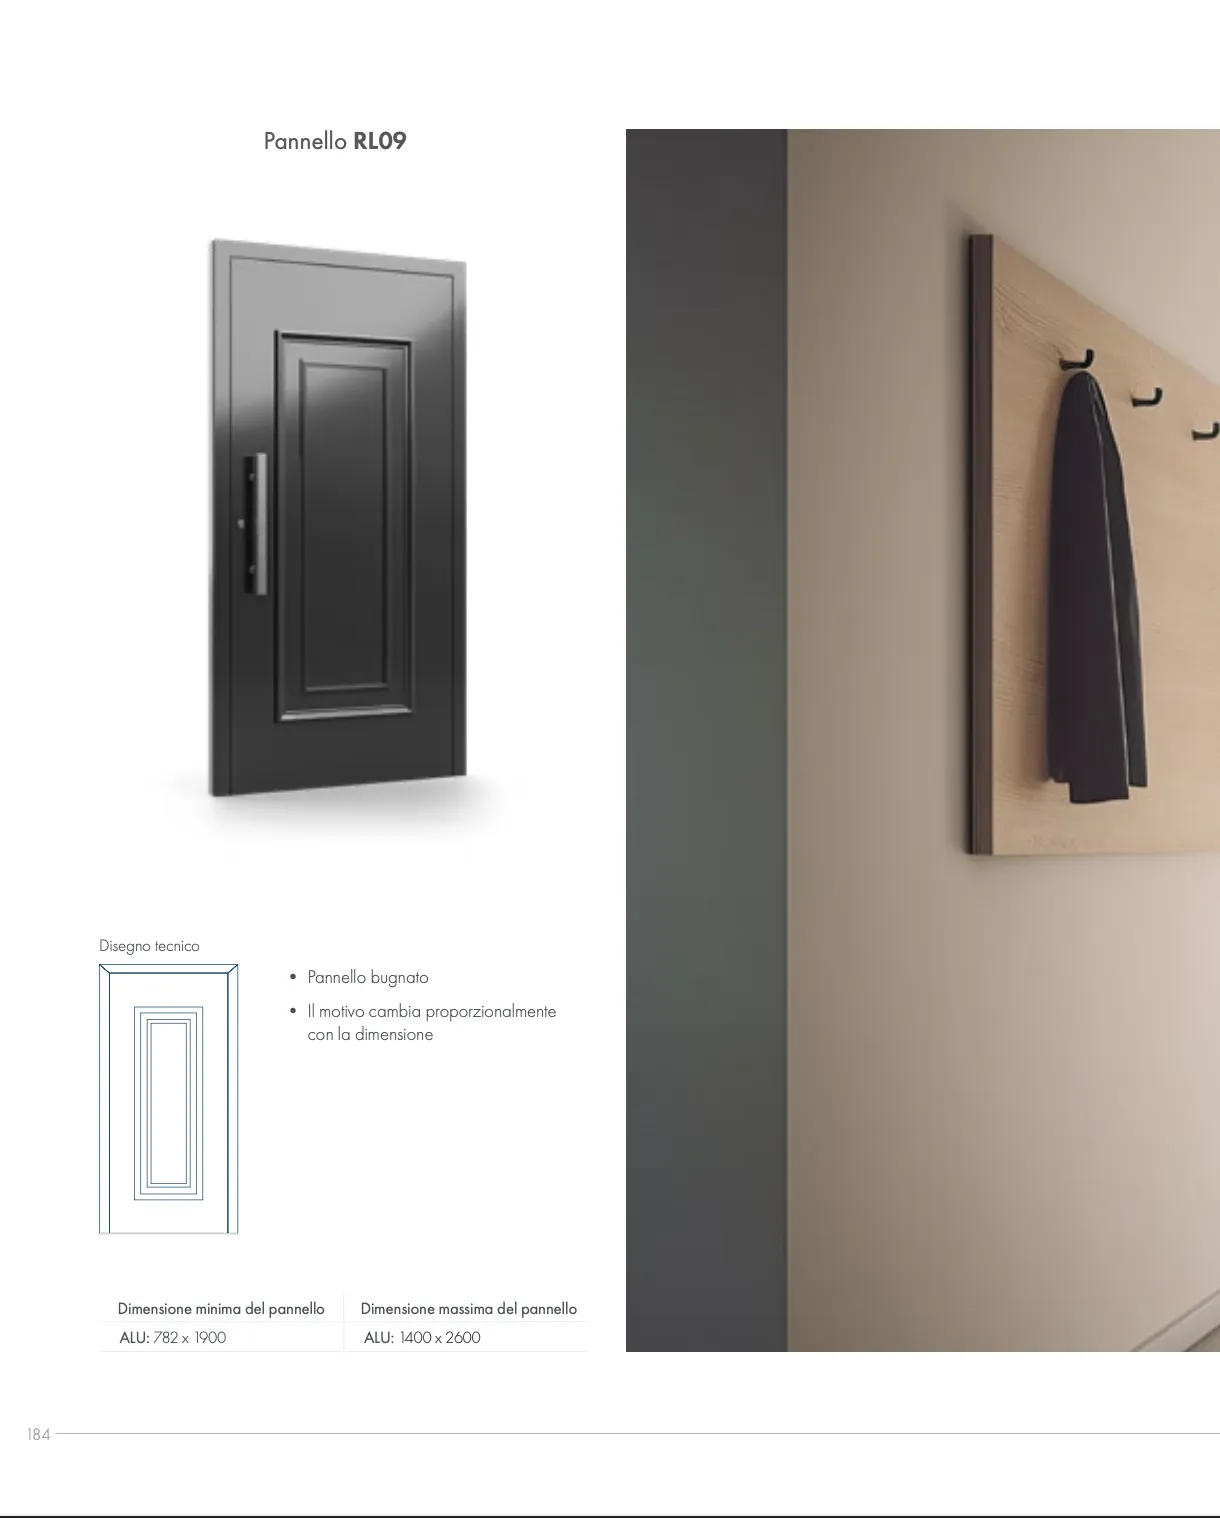 Pannello RL09
Disegno tecnico
• Pannello bugnato
• Il motivo cambia proporzionalmente
con la dimensione
Dimensione minima del pannello
Dimensione massima del pannello
ALU: 782 x 1900
ALU: 1400 x 2600
184